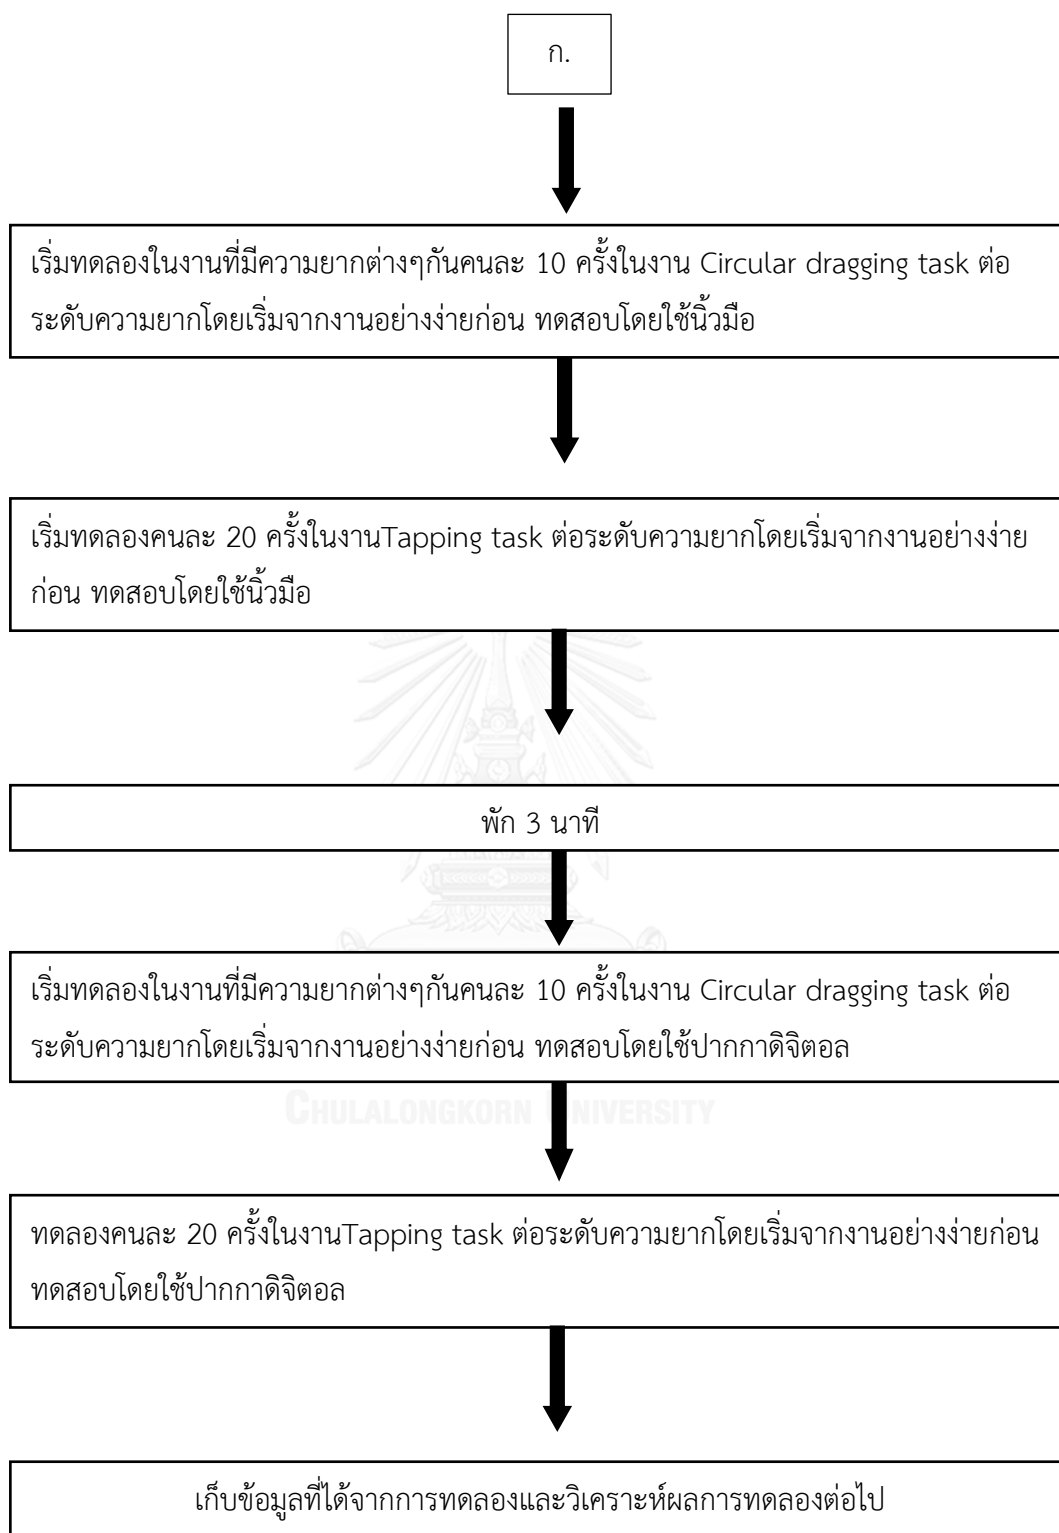 ก.
เริ่มทดลองในงานที่มีความยากต่างๆกันคนละ 10 ครั้งในงาน Circular dragging task ต่อ
ระดับความยากโดยเริ่มจากงานอย่างง่ายก่อน ทดสอบโดยใช้นิ้วมือ
เริ่มทดลองคนละ 20 ครั้งในงานTapping task ต่อระดับความยากโดยเริ่มจากงานอย่างง่าย
ก่อน ทดสอบโดยใช้นิ้วมือ
พัก 3 นาที
เริ่มทดลองในงานที่มีความยากต่างๆกันคนละ 10 ครั้งในงาน Circular dragging task ต่อ
ระดับความยากโดยเริ่มจากงานอย่างง่ายก่อน ทดสอบโดยใช้ปากกาดิจิตอล
CHULALONGKORN UNIVERSITY
ทดลองคนละ 20 ครั้งในงานTapping task ต่อระดับความยากโดยเริ่มจากงานอย่างง่ายก่อน
ทดสอบโดยใช้ปากกาดิจิตอล
เก็บข้อมูลที่ได้จากการทดลองและวิเคราะห์ผลการทดลองต่อไป